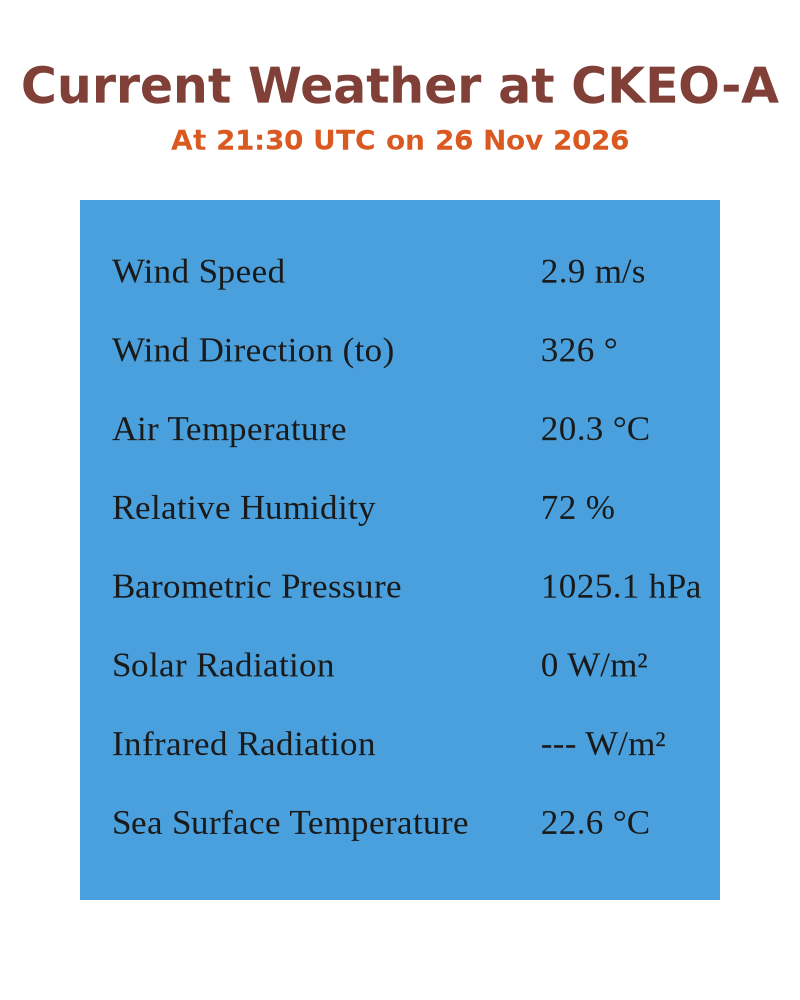 Current Weather at CKEO-A
At 21:30 UTC on 26 Nov 2026
Wind Speed 2.9 m/s
Wind Direction (to) 326 °
Air Temperature 20.3 °C
Relative Humidity 72 %
Barometric Pressure 1025.1 hPa
Solar Radiation 0 W/m²
Infrared Radiation --- W/m²
Sea Surface Temperature 22.6 °C